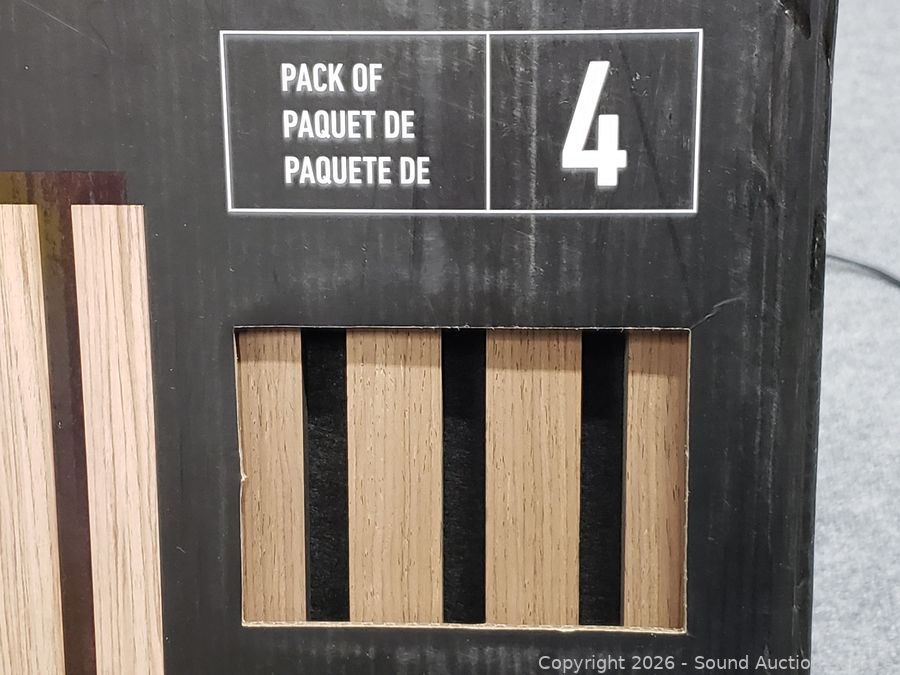 PACK OF
PAQUET DE
PAQUETE DE
4
Copyright 2026 - Sound Auctio